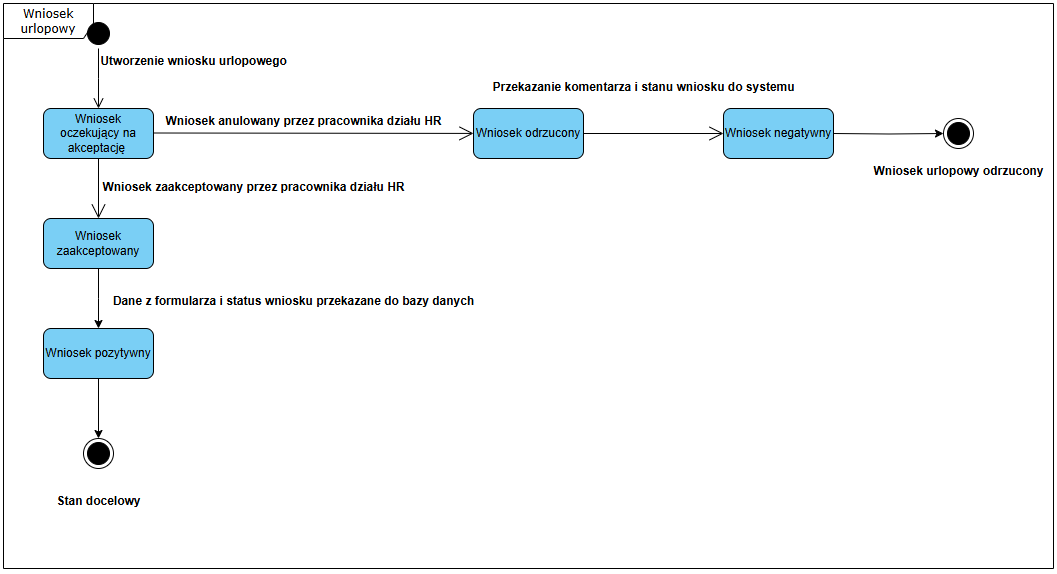 Wniosek
urlopowy
Utworzenie wniosku urlopowego
Przekazanie komentarza i stanu wniosku do systemu
Wniosek
oczekujący na
akceptację
Wniosek anulowany przez pracownika działu HR
Wniosek odrzucony
Wniosek negatywny
Wniosek urlopowy odrzucony
Wniosek zaakceptowany przez pracownika działu HR
Wniosek
zaakceptowany
Dane z formularza i status wniosku przekazane do bazy danych
Wniosek pozytywny
Stan docelowy